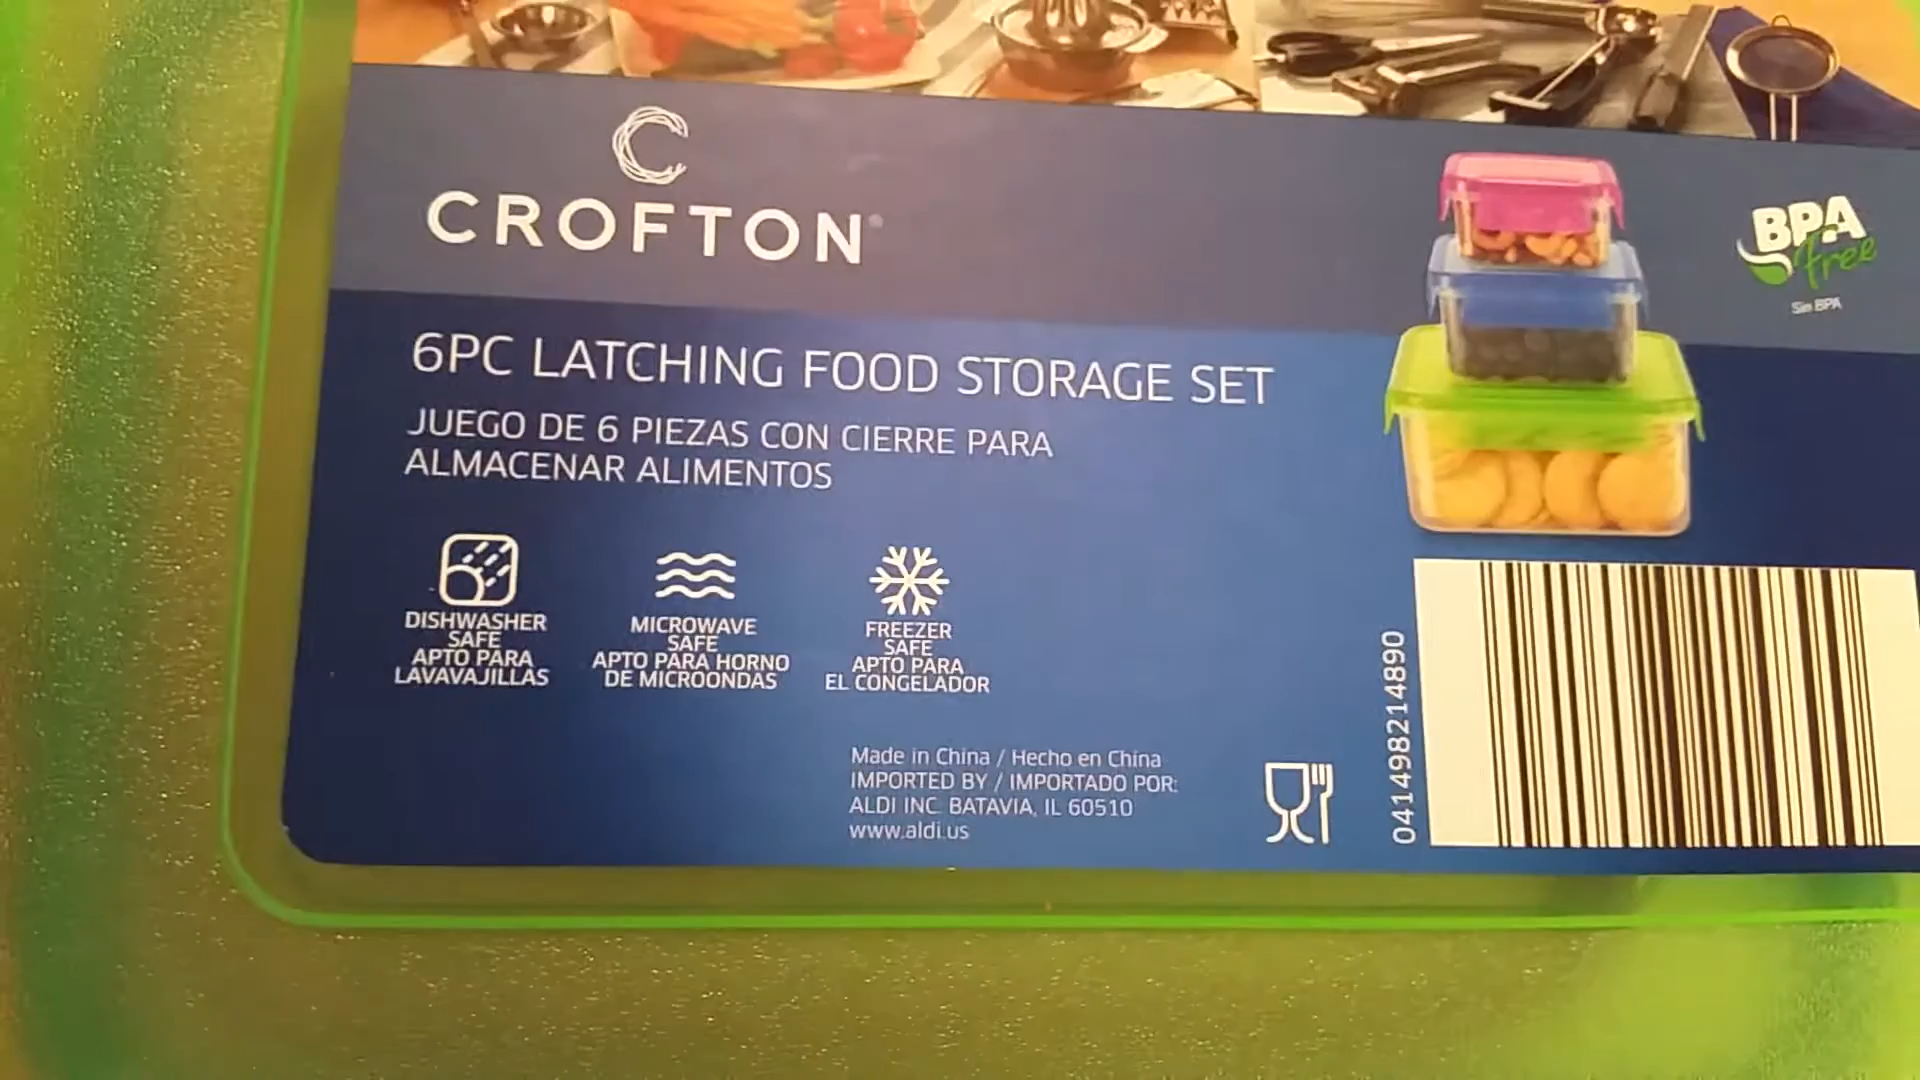 CROFTON®
BPA
Free
Sin BPA
6PC LATCHING FOOD STORAGE SET
JUEGO DE 6 PIEZAS CON CIERRE PARA
ALMACENAR ALIMENTOS
DISHWASHER
SAFE
APTO PARA
LAVAVAJILLAS
MICROWAVE
SAFE
APTO PARA HORNO
DE MICROONDAS
FREEZER
SAFE
APTO PARA
EL CONGELADOR
Made in China / Hecho en China
IMPORTED BY / IMPORTADO POR:
ALDI INC. BATAVIA, IL 60510
www.aldi.us
041498214890